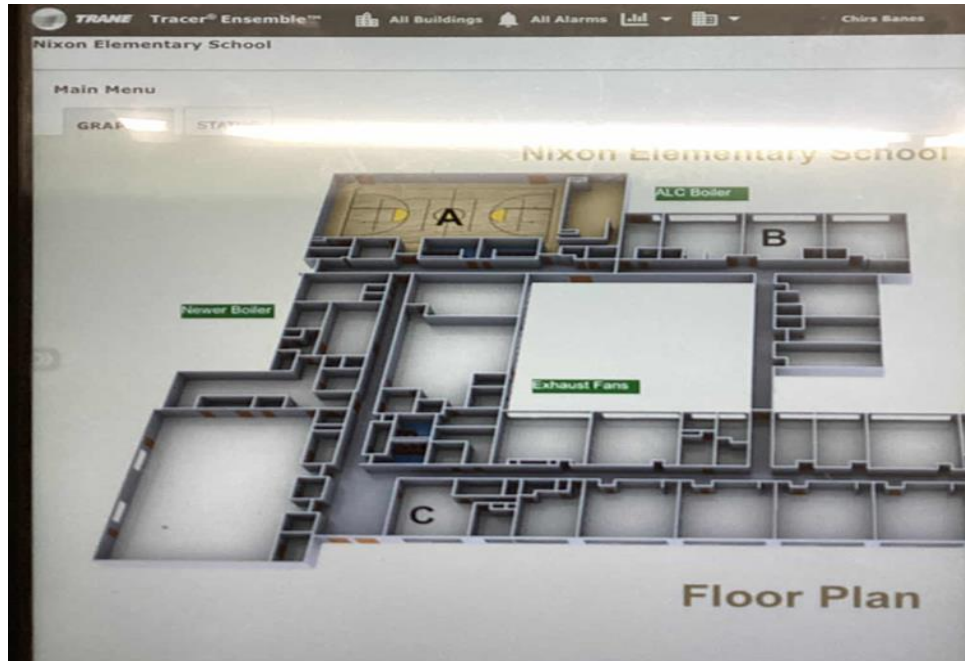 TRANE Tracer® Ensemble™ All Buildings All Alarms Chirs Banes
Nixon Elementary School
Main Menu
Nixon Elementary School
ALC Boiler
A
B
Newer Boiler
Exhaust Fans
C
Floor Plan